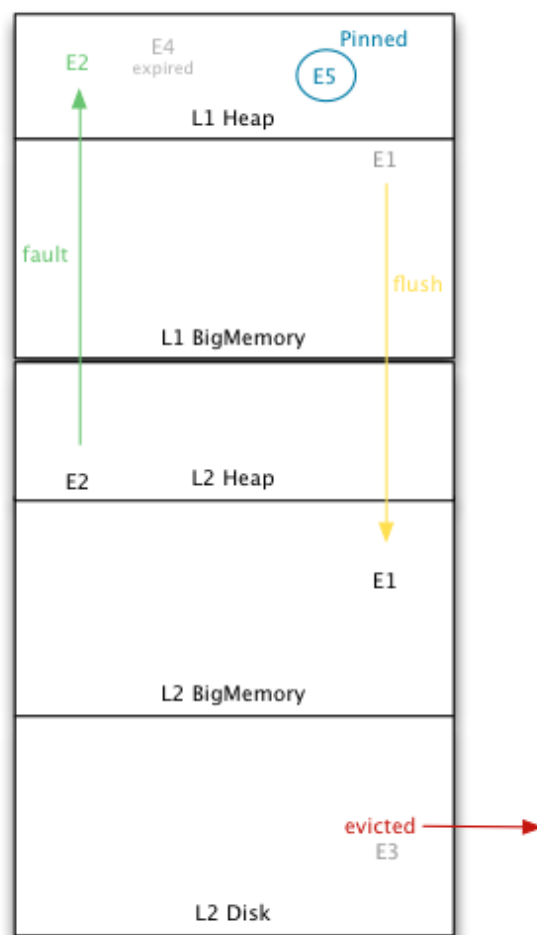 Pinned
E4
expired
E2
E5
L1 Heap
E1
fault
flush
L1 BigMemory
E2
L2 Heap
E1
L2 BigMemory
evicted
E3
L2 Disk